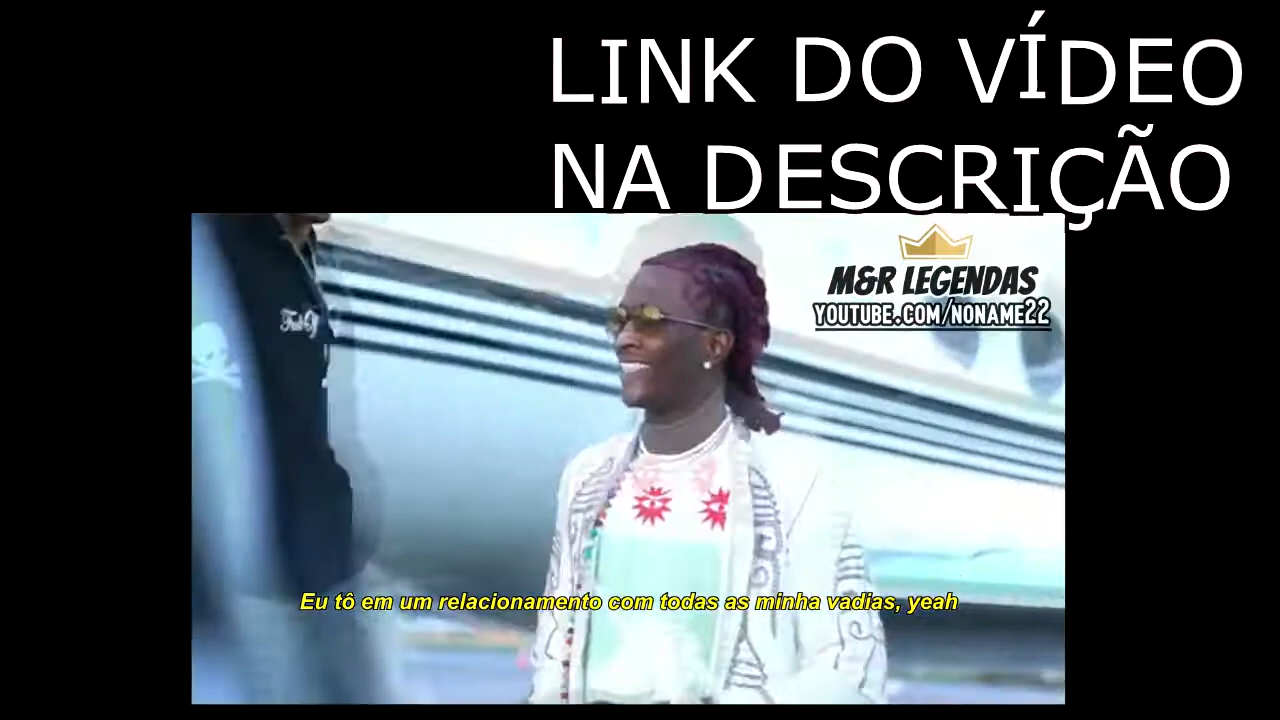 LINK DO VÍDEO
NA DESCRIÇÃO
M&R LEGENDAS
YOUTUBE.COM/NONAME22
Eu tô em um relacionamento com todas as minha vadias, yeah